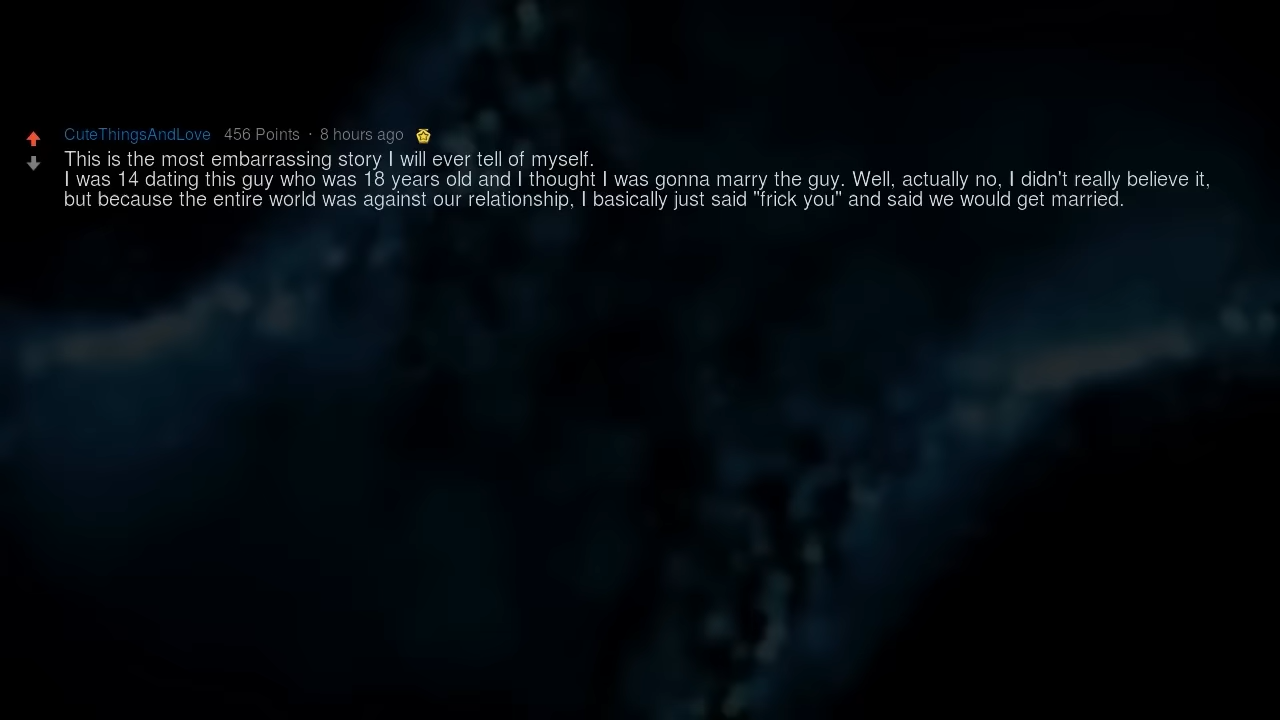 CuteThingsAndLove 456 Points · 8 hours ago
This is the most embarrassing story I will ever tell of myself.
I was 14 dating this guy who was 18 years old and I thought I was gonna marry the guy. Well, actually no, I didn't really believe it,
but because the entire world was against our relationship, I basically just said "frick you" and said we would get married.